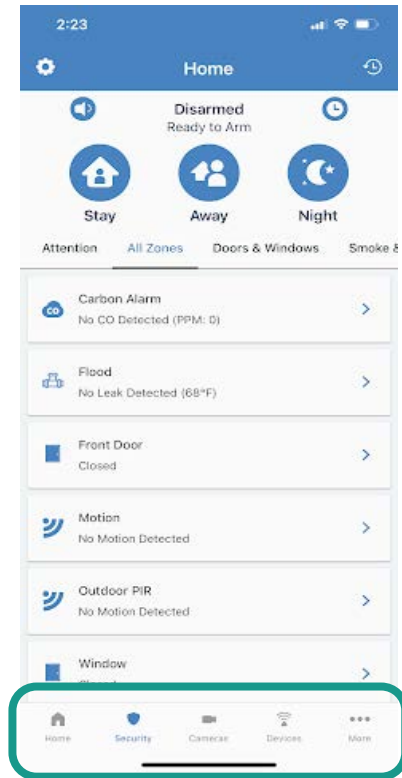 2:23
Home
Disarmed
Ready to Arm
Stay Away Night
Attention All Zones Doors & Windows Smoke &
CO
Carbon Alarm
No CO Detected (PPM: 0)
Flood
No Leak Detected (68°F)
Front Door
Closed
Motion
No Motion Detected
Outdoor PIR
No Motion Detected
Window
Closed
Home Security Cameras Devices More